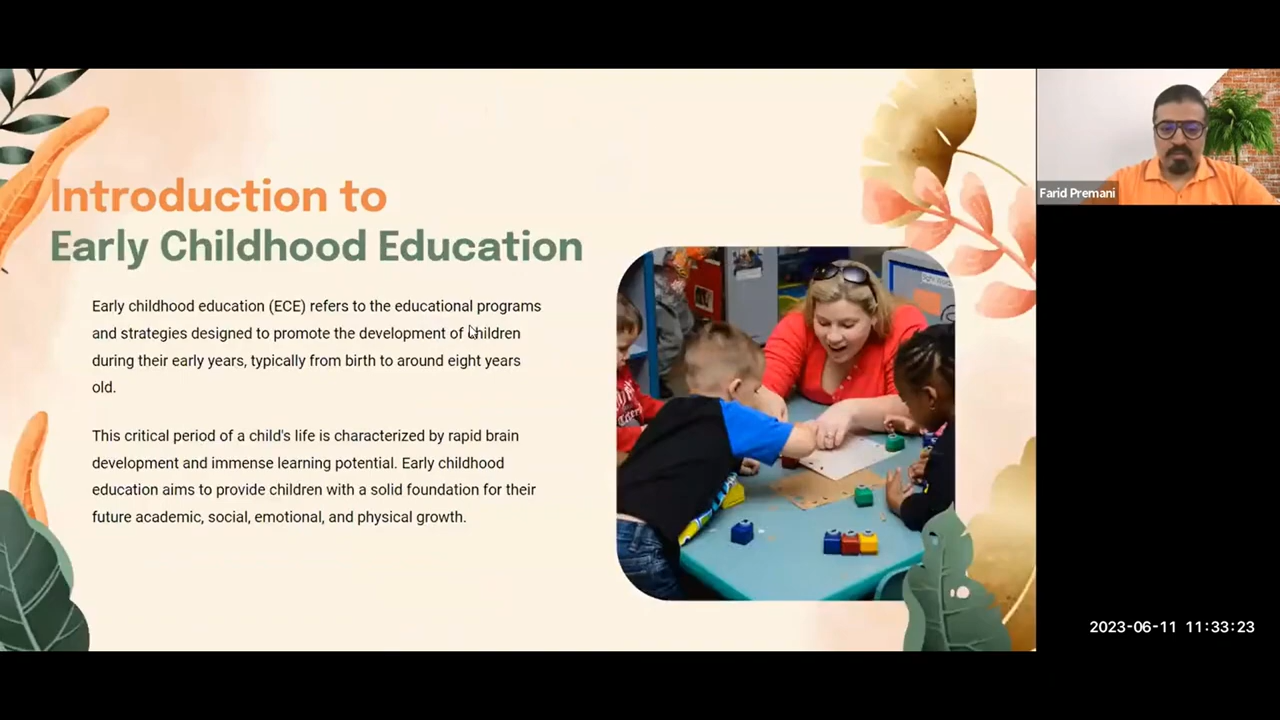 Introduction to
Early Childhood Education
Early childhood education (ECE) refers to the educational programs
and strategies designed to promote the development of children
during their early years, typically from birth to around eight years
old.
This critical period of a child's life is characterized by rapid brain
development and immense learning potential. Early childhood
education aims to provide children with a solid foundation for their
future academic, social, emotional, and physical growth.
Farid Premani
2023-06-11 11:33:23